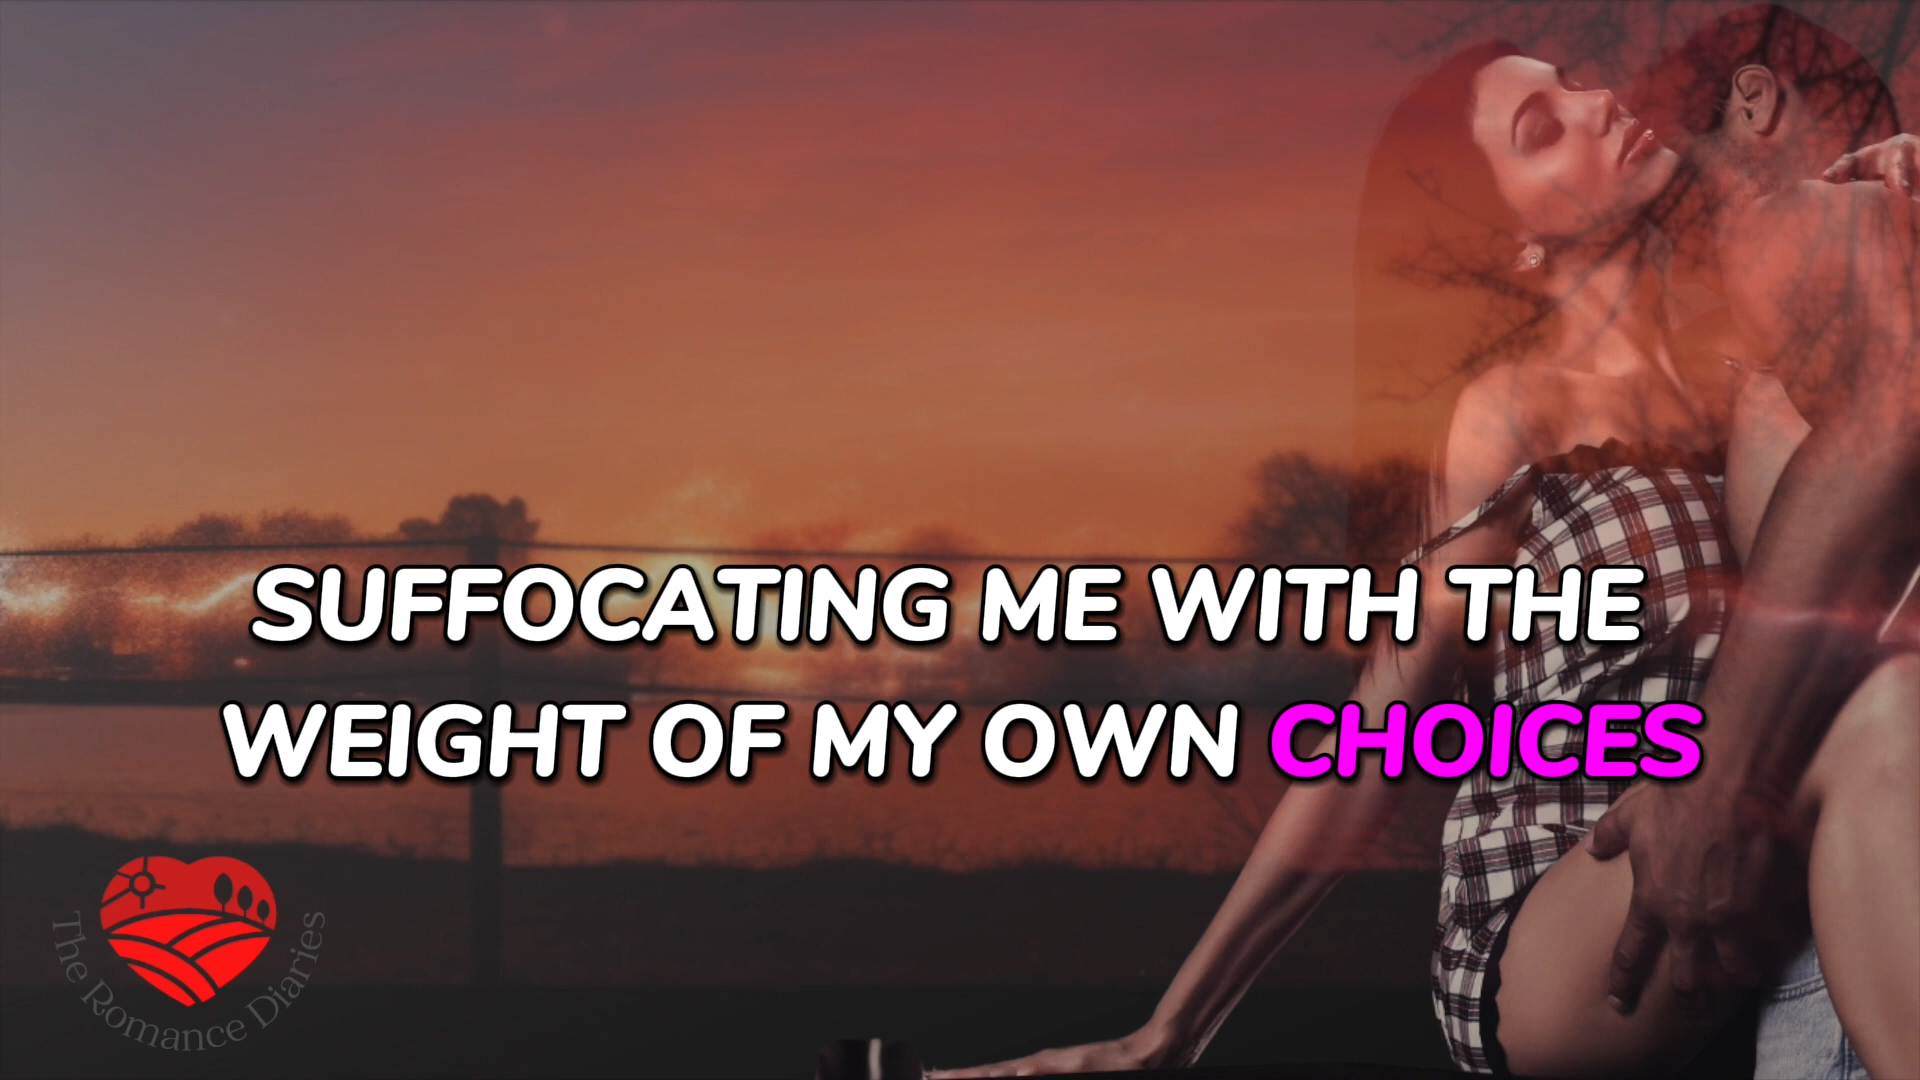 SUFFOCATING ME WITH THE
WEIGHT OF MY OWN CHOICES
The Romance Diaries